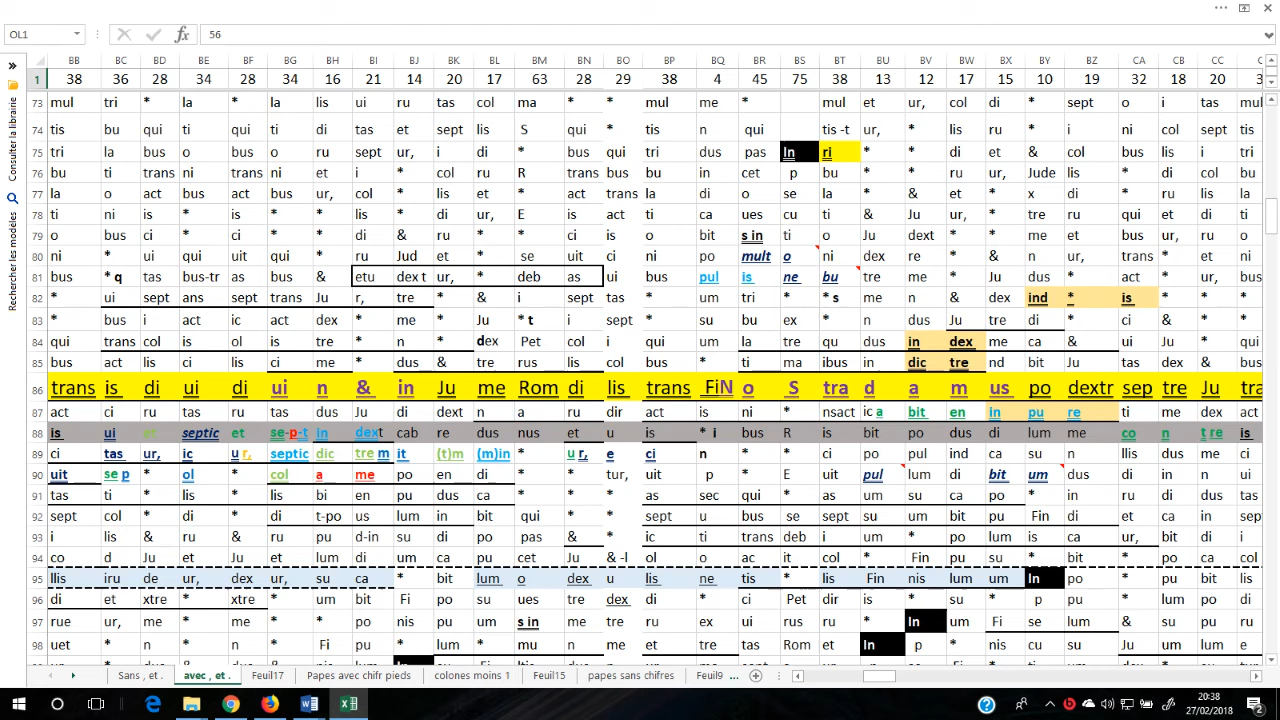 OL1 56
Consulter la librairie
Rechercher les modèles
BB BC BD BE BF BG BH BI BJ BK BL BM BN BO BP BQ BR BS BT BU BV BW BX BY BZ CA CB CC
1 38 36 28 34 28 34 16 21 14 20 17 63 28 29 38 14 45 75 38 13 12 15 15 10 19 32 18 20
73 mul tri * la * la lis ui ru tas col ma * * mul me * mul et ur, col di * sept o i tas mul
74 tis bu qui ti qui ti di tas et sept lis S qui * tis n qui tis -t ur, * lis ru * i ni col sept tis
75 tri la bus o bus o ru sept ur, i di * bus qui tri dus pas In ri * * di et & col bus lis i tri
76 bu ti trans ni trans ni et i * col ru R trans bus bu in cet p bu * * ru ur, Jude lis * di col bu
77 la o act bus act bus ur, col * lis et * act trans la di o se la * & et * x di * ru lis la
78 ti ni is * is * * lis * di ur, E is act ti ca ues cu ti & Ju ur, * tre ru qui et di ti
79 o bus ci * ci * * di & ru * * ci is o bit s in ti o Ju dext * * me et bus ur, ru o
80 ni * ui qui uit qui * ru Jud et * se uit ci ni po mult o ni dex re * & n ur, trans * et ni
81 bus * q tas bus-tr as bus & etu dex t ur, * deb as ui bus pul is ne bu tre me * Ju dus * act * ur, bus
82 * ui sept ans sept trans Ju r, tre * & i sept tas * um tri * * s me n & dex ind * is * * *
83 * bus i act ic act dex * me * Ju * t i sept * su bu ex * n dus Ju tre di * ci & * *
84 qui trans col is ol is tre * n * dex Pet col i qui um la tre qu dus in dex me ca & ui Ju * qui
85 bus act lis ci lis ci me * dus & tre rus lis col bus * ti ma ibus in dic tre nd bit Ju tas dex & bus
86 trans is di ui di ui n & in Ju me Rom di lis trans FiN o S tra d a m us po dextr sep tre Ju tra
87 act ci ru tas ru tas dus Ju di dext n a ru dir act is ni * nsact ic a bit en in pu re ti me dex act
88 is ui et septic et se-p-t in dext cab re dus nus et u is * i bus R is bit po dus di lum me co n t re is
89 ci tas ur, ic u r, septic dic tre m it (t)m (m)in * u r, e ci n * * ci po pul ind ca su n llis dus me ci
90 uit se p * ol * col a me po en di * * * uit p * E uit pul lum di bit um dus di in n ui
91 tas ti * lis * lis bi en pu dus ca * * tur, as sec qui * as um su ca po in ru di dus tas
92 sept col * di * di t-po us lum in bit qui * * sept u bus se sept su um bit pu Fin di et ca in sep
93 i lis & ru & ru pu d-in su di po pas & * ic ti trans deb i um * po lum is ca ur, bit di i
94 co d Ju et Ju et lum di um ca pu cet Ju & -l ol o ac it col * Fin pu su * bit * po ca col
95 llis iru de ur, dex ur, su ca * bit lum o dex u lis ne tis * lis Fin nis lum um In po * pu bit lis
96 di et xtre * xtre * um bit Fi po su ues tre dex di * ci Pet dir is * su * p pu * lum po di
97 rue ur, me * me * * po nis pu um s in me tre ru ex ui rus ru * In um Fi se lum & su pu ru
98 uet * n * n * Fi pu * lum * mu n me et tre tas Rom et In p * nis cu su Ju um lum e
Sans , et . avec , et . Feuil17 Papes avec chifr pieds colones moins 1 Feuil13 papes sans chifres Feuil9 ...
20:38
27/02/2018